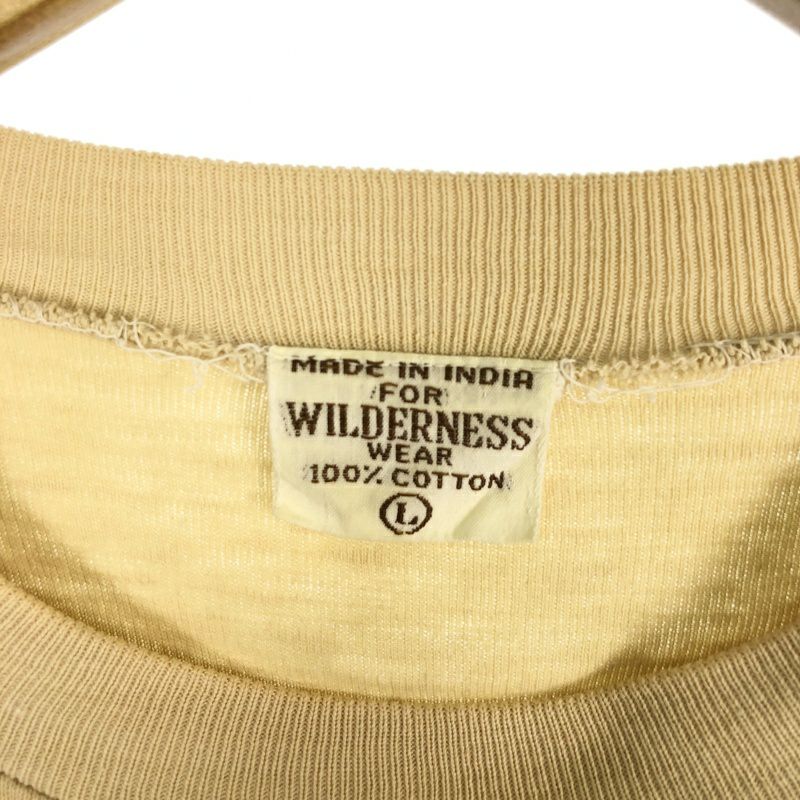 MADE IN INDIA
FOR
WILDERNESS
WEAR
100% COTTON
L